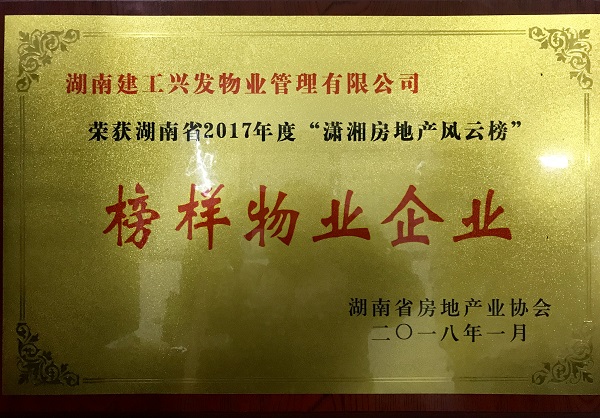 湖南建工兴发物业管理有限公司
荣获湖南省2017年度“潇湘房地产风云榜”
榜样物业企业
湖南省房地产业协会
二〇一八年一月